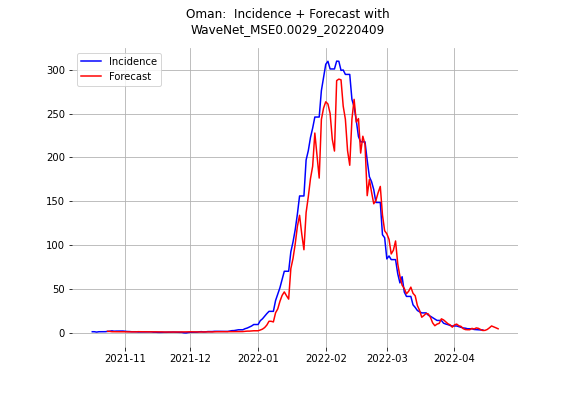 Oman:  Incidence + Forecast with
WaveNet_MSE0.0029_20220409
Incidence
Forecast
300
250
200
150
100
50
0
2021-11 2021-12 2022-01 2022-02 2022-03 2022-04